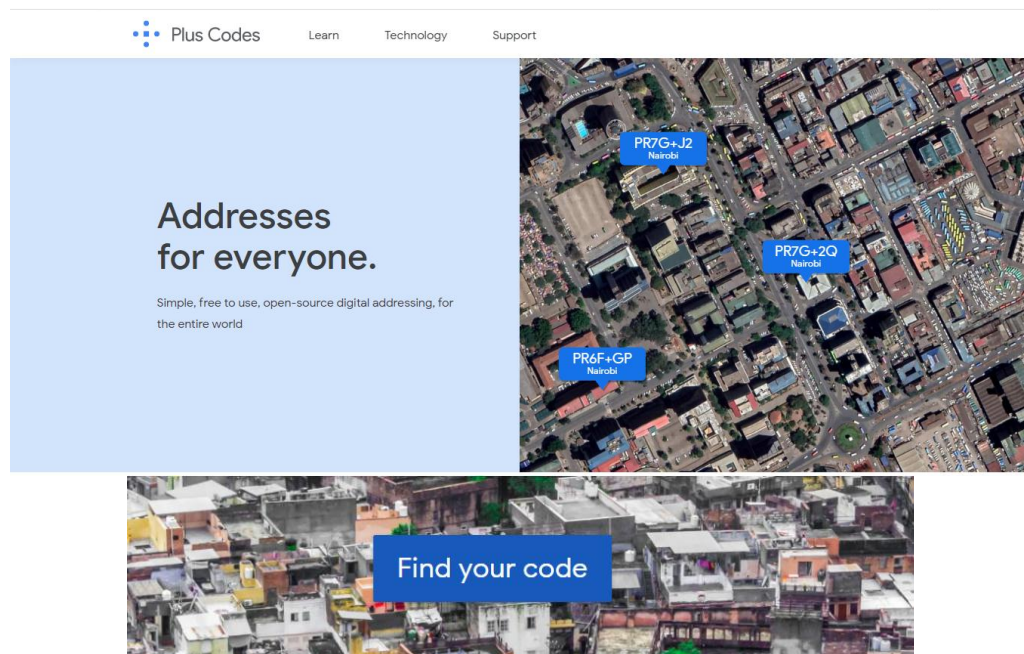 Plus Codes
Learn
Technology
Support
Addresses
for everyone.
Simple, free to use, open-source digital addressing, for
the entire world
PR7G+J2
Nairobi
PR7G+2Q
Nairobi
PR6F+GP
Nairobi
Find your code